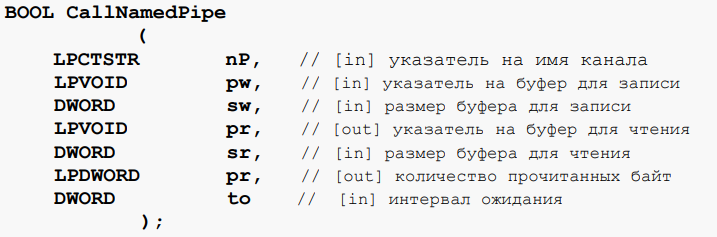 BOOL CallNamedPipe
(
LPCTSTR nP, // [in] указатель на имя канала
LPVOID pw, // [in] указатель на буфер для записи
DWORD sw, // [in] размер буфера для записи
LPVOID pr, // [out] указатель на буфер для чтения
DWORD sr, // [in] размер буфера для чтения
LPDWORD pr, // [out] количество прочитанных байт
DWORD to // [in] интервал ожидания
);